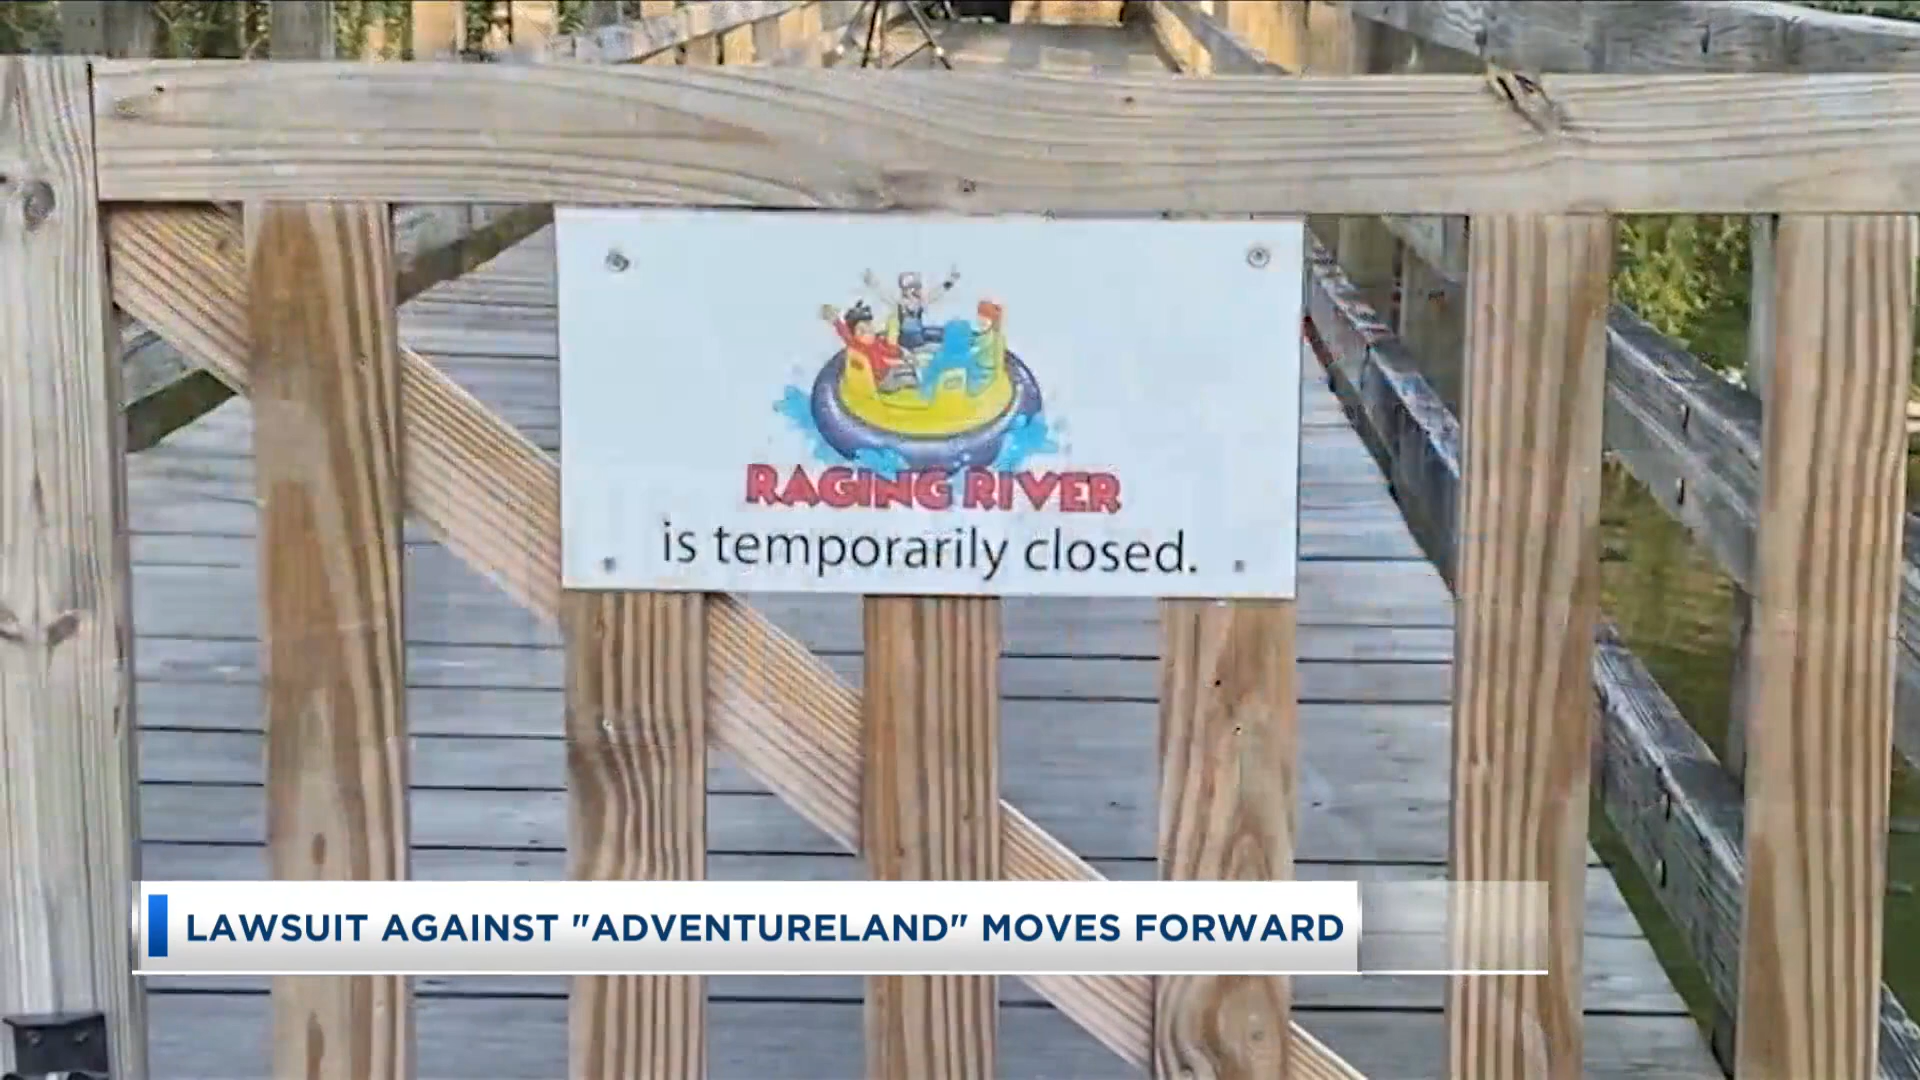 RAGING RIVER
is temporarily closed.
LAWSUIT AGAINST "ADVENTURELAND" MOVES FORWARD